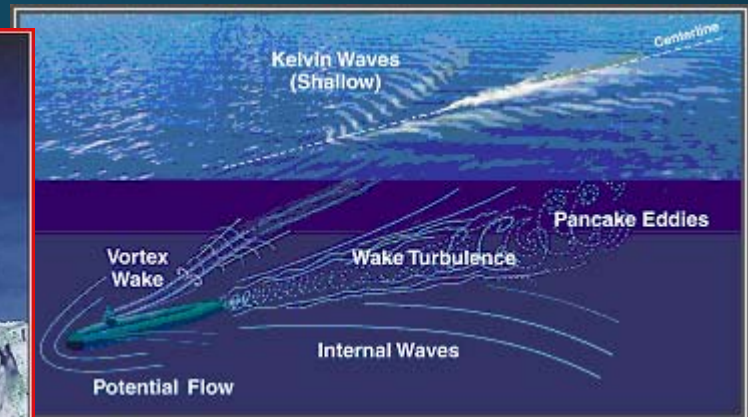 Centerline
Kelvin Waves
(Shallow)
Pancake Eddies
Vortex
Wake
Wake Turbulence
Internal Waves
Potential Flow